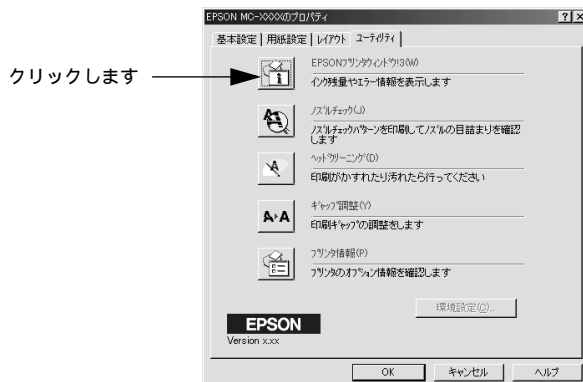 EPSON MC-XXXXのプロパティ
基本設定 用紙設定 レイアウト ユーティリティ
クリックします
EPSONプリンタウィンドウ!3(W)
インク残量やエラー情報を表示します
ノズルチェック(J)
ノズルチェックパターンを印刷してノズルの目詰まりを確認
します
ヘッドクリーニング(D)
印刷がかすれたり汚れたら行ってください
ギャップ調整(Y)
印刷ギャップの調整をします
A▸A
プリンタ情報(P)
プリンタのオプション情報を確認します
環境設定(O)...
EPSON
Version x.xx
OK キャンセル ヘルプ